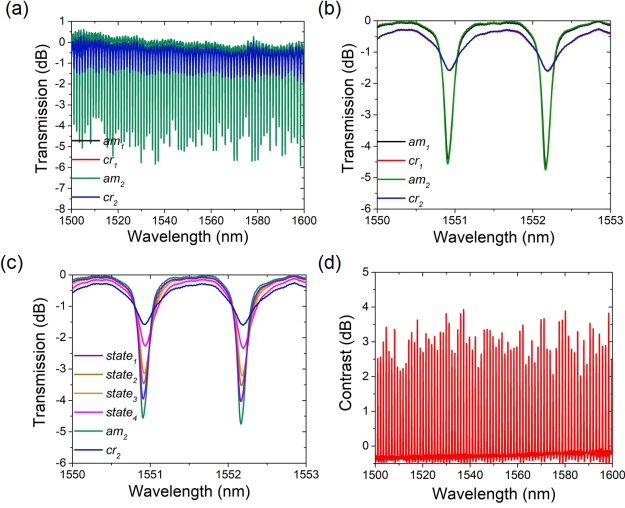 (a)
Transmission (dB)
1
0
-1
-2
-3
-4
-5
-6
-7
-8
am1
cr1
am2
cr2
1500 1520 1540 1560 1580 1600
Wavelength (nm)
(b)
Transmission (dB)
0
-1
-2
-3
-4
-5
-6
am1
cr1
am2
cr2
1550 1551 1552 1553
Wavelength (nm)
(c)
Transmission (dB)
0
-1
-2
-3
-4
-5
-6
state1
state2
state3
state4
am2
cr2
1550 1551 1552 1553
Wavelength (nm)
(d)
Contrast (dB)
5
4
3
2
1
0
1500 1520 1540 1560 1580 1600
Wavelength (nm)